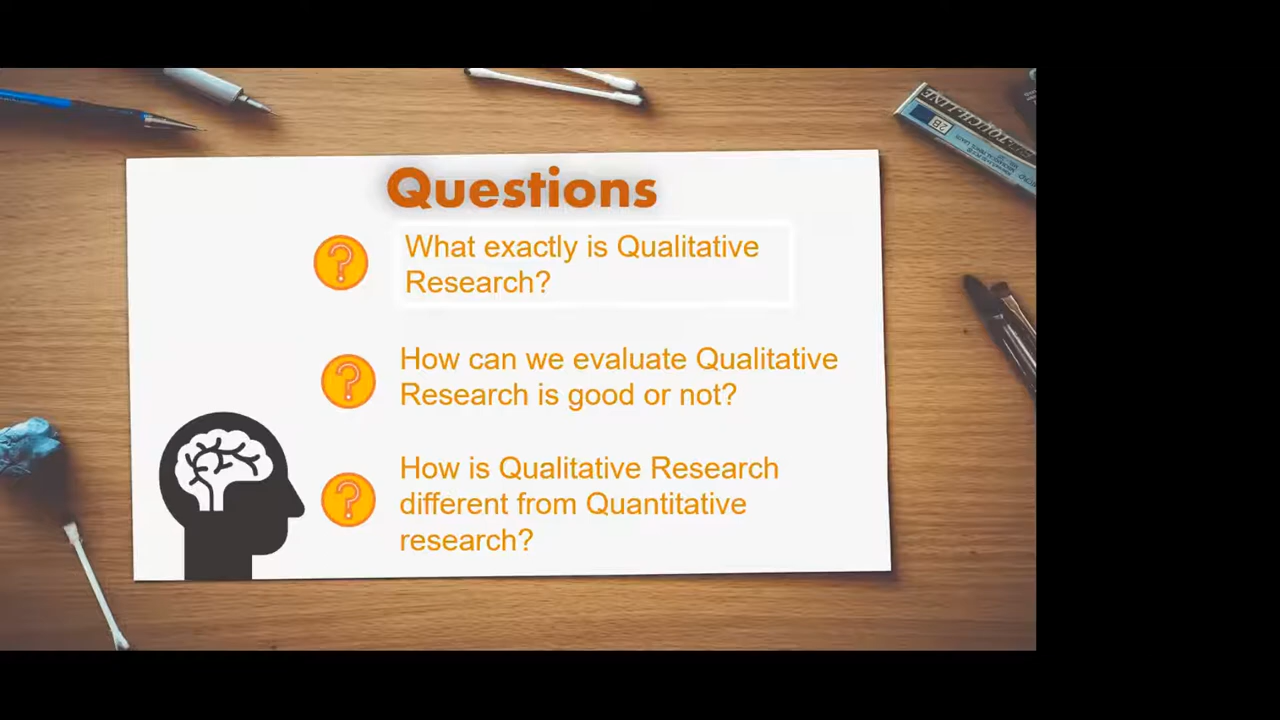 Questions
What exactly is Qualitative
Research?
How can we evaluate Qualitative
Research is good or not?
How is Qualitative Research
different from Quantitative
research?
2B